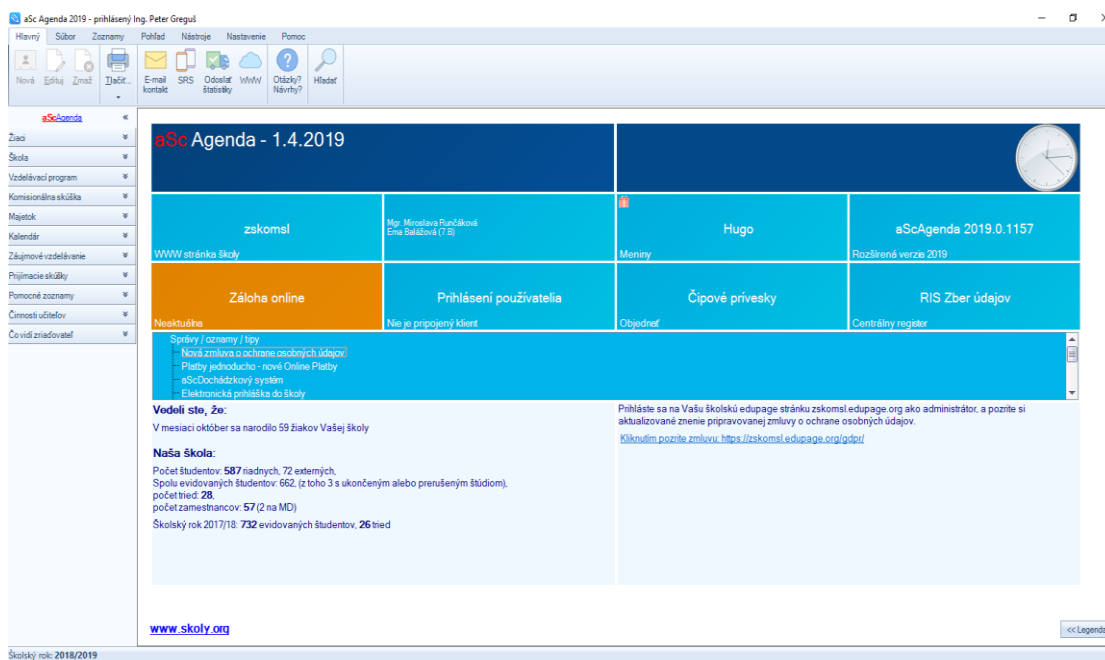 aSc Agenda 2019 - prihlásený Ing. Peter Greguš
Hlavný Súbor Zoznamy Pohľad Nástroje Nastavenie Pomoc
Nová Edituj Zmaž Tlačiť... E-mail kontakt SRS Odoslať štatistiky WWW Otázky? Návrhy? Hľadať
aScAgenda «
Žiaci
Škola
Vzdelávací program
Komisionálna skúška
Majetok
Kalendár
Záujmové vzdelávanie
Prijímacie skúšky
Pomocné zoznamy
Činnosti učiteľov
Čo vidí zriaďovateľ
aSc Agenda - 1.4.2019
zskomsl
WWW stránka školy
Mgr. Miroslava Runčáková
Ema Balážová (7.B)
Hugo
Meniny
aScAgenda 2019.0.1157
Rozšírená verzia 2019
Záloha online
Neaktuálna
Prihlásení používatelia
Nie je pripojený klient
Čipové prívesky
Objednať
RIS Zber údajov
Centrálny register
Správy / oznamy / tipy
Nová zmluva o ochrane osobných údajov
Platby jednoducho - nové Online Platby
aScDochádzkový systém
Elektronická prihláška do školy
Vedeli ste, že:
V mesiaci október sa narodilo 59 žiakov Vašej školy
Naša škola:
Počet študentov: 587 riadnych, 72 externých,
Spolu evidovaných študentov: 662, (z toho 3 s ukončeným alebo prerušeným štúdiom),
počet tried: 28,
počet zamestnancov: 57 (2 na MD)
Školský rok 2017/18: 732 evidovaných študentov, 26 tried
Prihláste sa na Vašu školskú edupage stránku zskomsl.edupage.org ako administrátor, a pozrite si
aktualizované znenie pripravovanej zmluvy o ochrane osobných údajov.
Kliknutím pozrite zmluvu: https://zskomsl.edupage.org/gdpr/
www.skoly.org
<< Legenda
Školský rok: 2018/2019